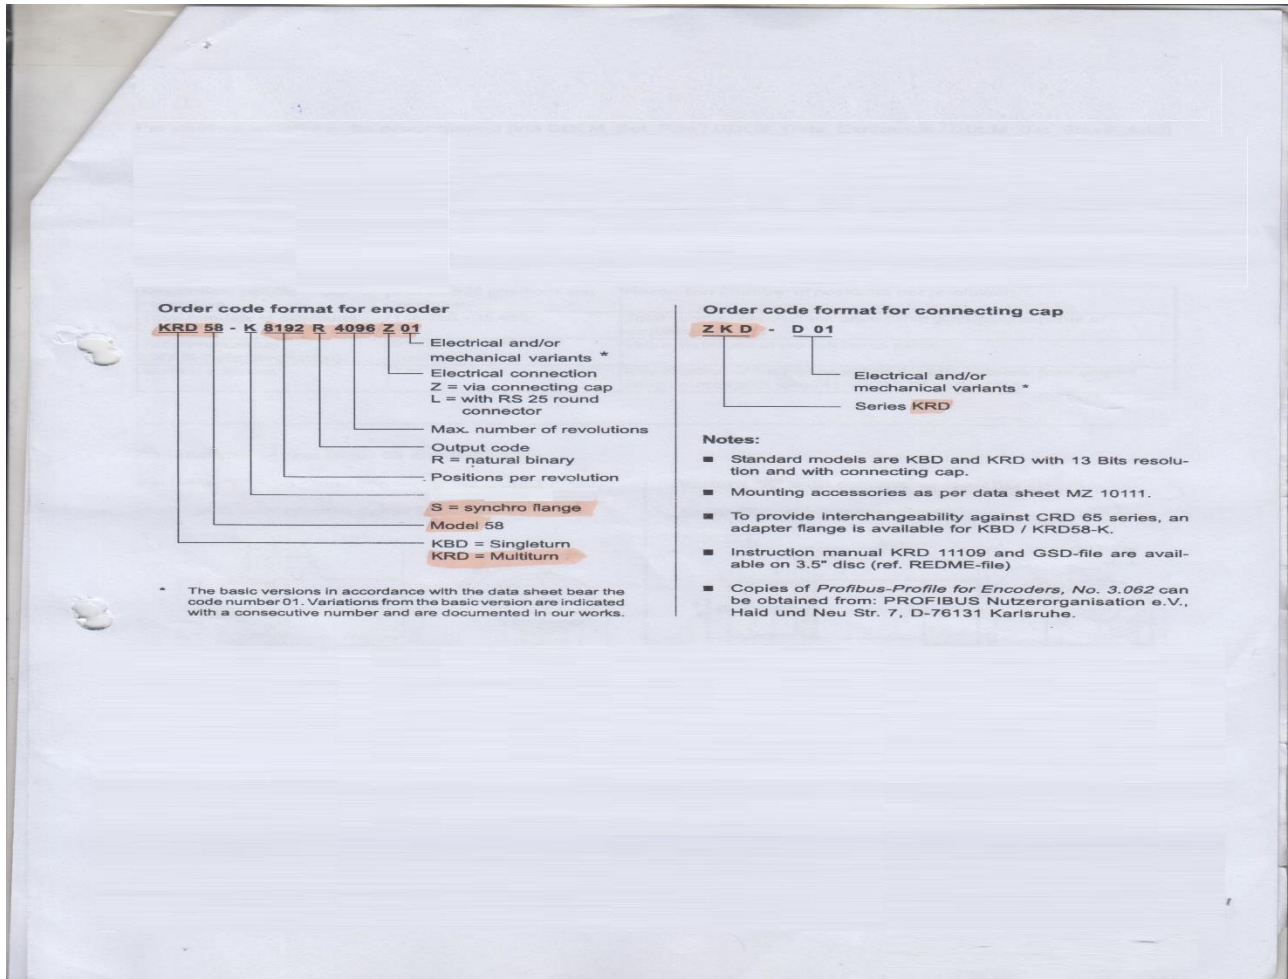 Order code format for encoder
KRD 58 - K 8192 R 4096 Z 01
Electrical and/or
mechanical variants *
Electrical connection
Z = via connecting cap
L = with RS 25 round
connector
Max. number of revolutions
Output code
R = natural binary
Positions per revolution
S = synchro flange
Model 58
KBD = Singleturn
KRD = Multiturn
* The basic versions in accordance with the data sheet bear the
code number 01. Variations from the basic version are indicated
with a consecutive number and are documented in our works.
Order code format for connecting cap
Z K D - D 01
Electrical and/or
mechanical variants *
Series KRD
Notes:
■ Standard models are KBD and KRD with 13 Bits resolu-
tion and with connecting cap.
■ Mounting accessories as per data sheet MZ 10111.
■ To provide interchangeability against CRD 65 series, an
adapter flange is available for KBD / KRD58-K.
■ Instruction manual KRD 11109 and GSD-file are avail-
able on 3.5" disc (ref. REDME-file)
■ Copies of Profibus-Profile for Encoders, No. 3.062 can
be obtained from: PROFIBUS Nutzerorganisation e.V.,
Haid und Neu Str. 7, D-76131 Karlsruhe.